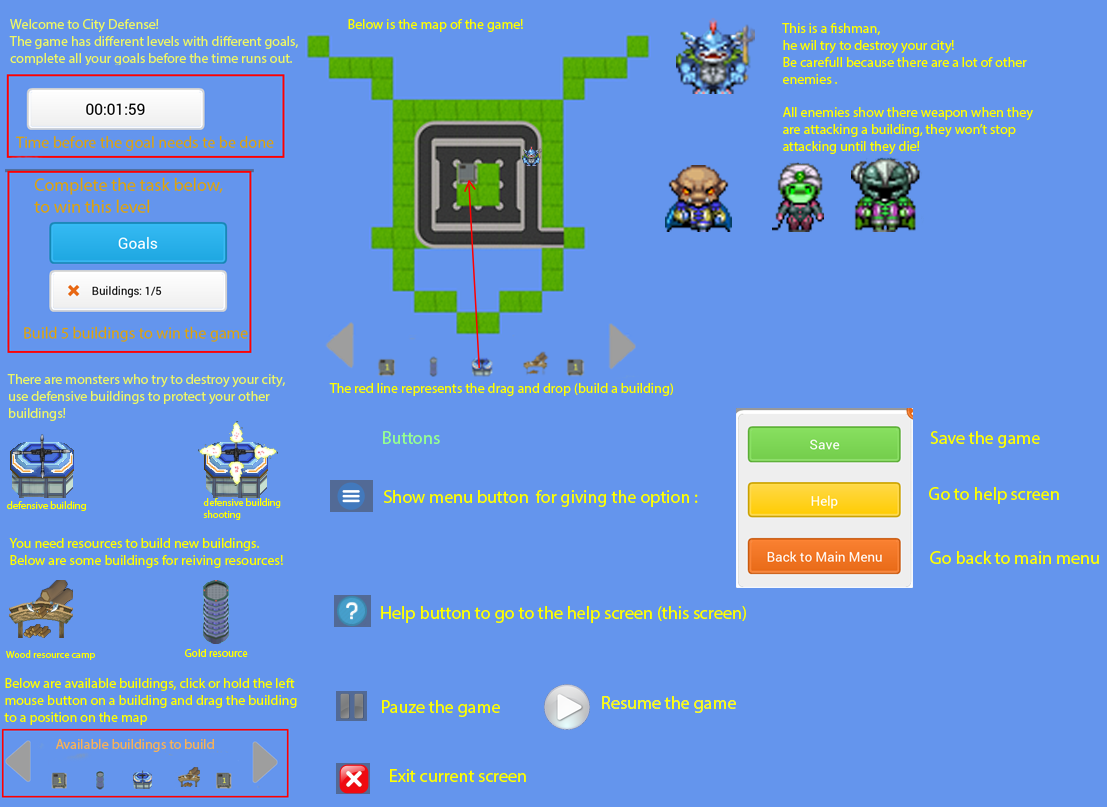 Welcome to City Defense!
The game has different levels with different goals,
complete all your goals before the time runs out.
00:01:59
Time before the goal needs te be done
Complete the task below,
to win this level
Goals
Buildings: 1/5
Build 5 buildings to win the game
There are monsters who try to destroy your city,
use defensive buildings to protect your other
buildings!
defensive building
defensive building
shooting
You need resources to build new buildings.
Below are some buildings for reiving resources!
Wood resource camp
Gold resource
Below are available buildings, click or hold the left
mouse button on a building and drag the building
to a position on the map
Available buildings to build
1
1
Below is the map of the game!
1
1
The red line represents the drag and drop (build a building)
This is a fishman,
he wil try to destroy your city!
Be carefull because there are a lot of other
enemies .
All enemies show there weapon when they
are attacking a building, they won't stop
attacking until they die!
Buttons
Show menu button for giving the option :
Save
Save the game
Help
Go to help screen
Back to Main Menu
Go back to main menu
?
Help button to go to the help screen (this screen)
Pauze the game
Resume the game
Exit current screen